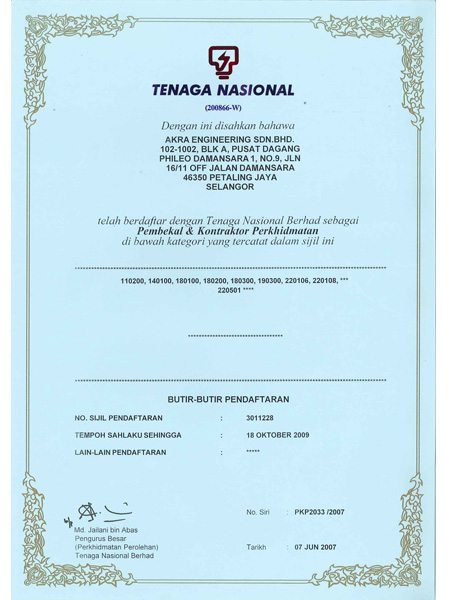 TENAGA NASIONAL
(200866-W)
Dengan ini disahkan bahawa
AKRA ENGINEERING SDN.BHD.
102-1002, BLK A, PUSAT DAGANG
PHILEO DAMANSARA 1, NO.9, JLN
16/11 OFF JALAN DAMANSARA
46350 PETALING JAYA
SELANGOR
telah berdaftar dengan Tenaga Nasional Berhad sebagai
Pembekal & Kontraktor Perkhidmatan
di bawah kategori yang tercatat dalam sijil ini
110200, 140100, 180100, 180200, 180300, 190300, 220106, 220108, ***
220501 ****
BUTIR-BUTIR PENDAFTARAN
NO. SIJIL PENDAFTARAN : 3011228
TEMPOH SAHLAKU SEHINGGA : 18 OKTOBER 2009
LAIN-LAIN PENDAFTARAN : *****
No. Siri : PKP2033 /2007
Md. Jailani bin Abas
Pengurus Besar
(Perkhidmatan Perolehan)
Tenaga Nasional Berhad
Tarikh : 07 JUN 2007